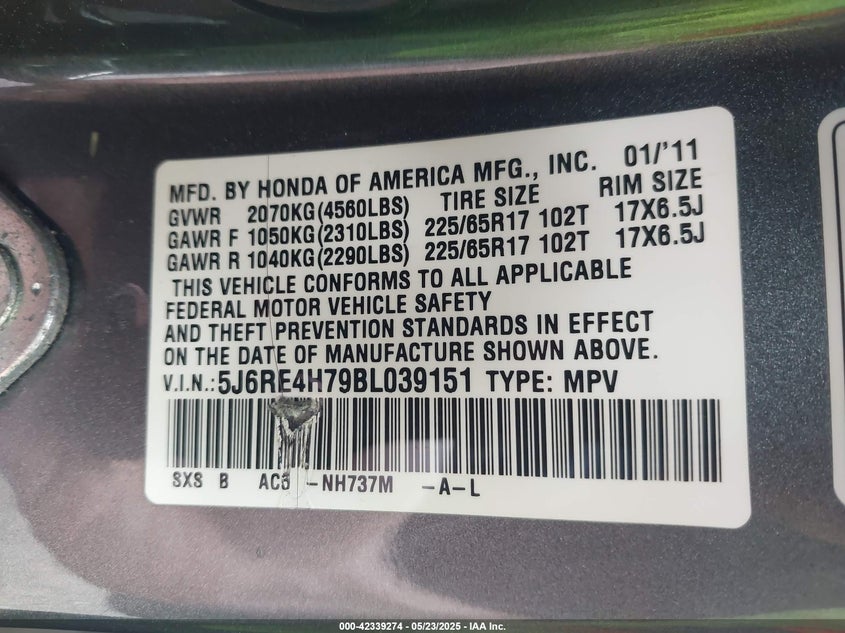 MFD. BY HONDA OF AMERICA MFG., INC. 01/'11
GVWR 2070KG(4560LBS) TIRE SIZE RIM SIZE
GAWR F 1050KG(2310LBS) 225/65R17 102T 17X6.5J
GAWR R 1040KG(2290LBS) 225/65R17 102T 17X6.5J
THIS VEHICLE CONFORMS TO ALL APPLICABLE
FEDERAL MOTOR VEHICLE SAFETY
AND THEFT PREVENTION STANDARDS IN EFFECT
ON THE DATE OF MANUFACTURE SHOWN ABOVE.
V.I.N.:5J6RE4H79BL039151 TYPE: MPV
SXS B AC3 -NH737M -A-L
000-42339274 - 05/23/2025 - IAA Inc.